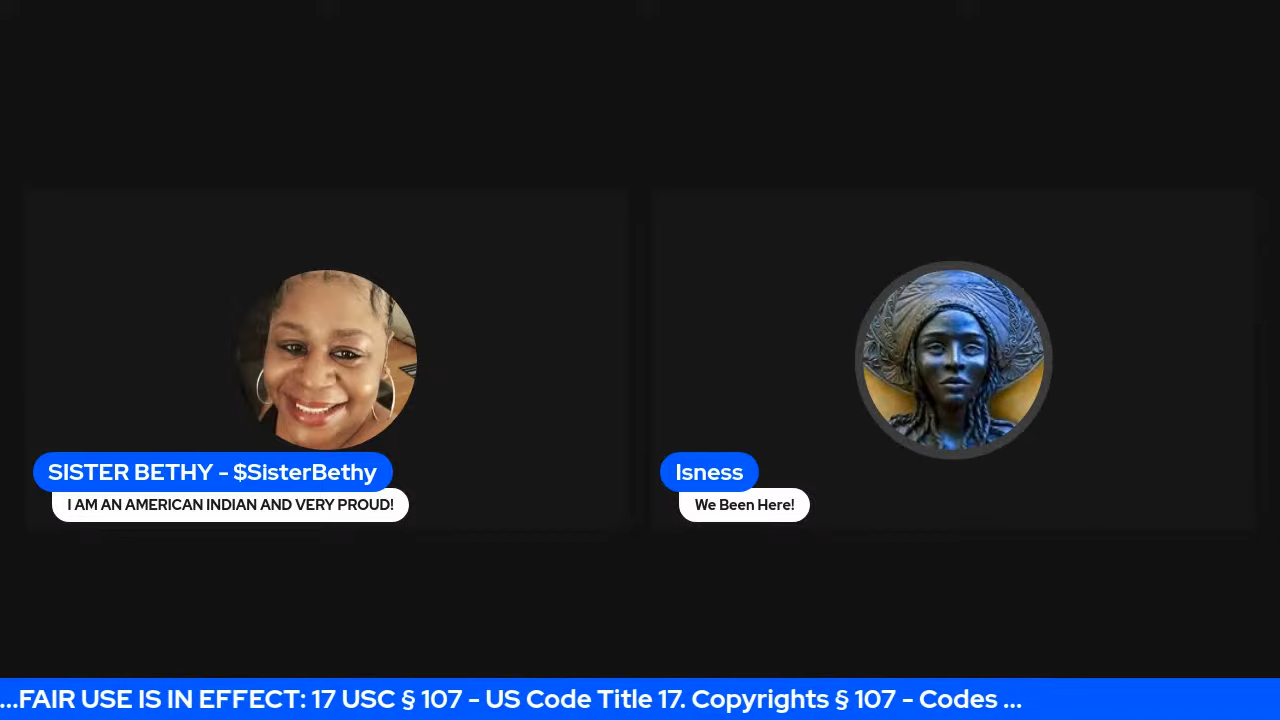 SISTER BETHY - $SisterBethy
I AM AN AMERICAN INDIAN AND VERY PROUD!
Isness
We Been Here!
...FAIR USE IS IN EFFECT: 17 USC § 107 - US Code Title 17. Copyrights § 107 - Codes ...